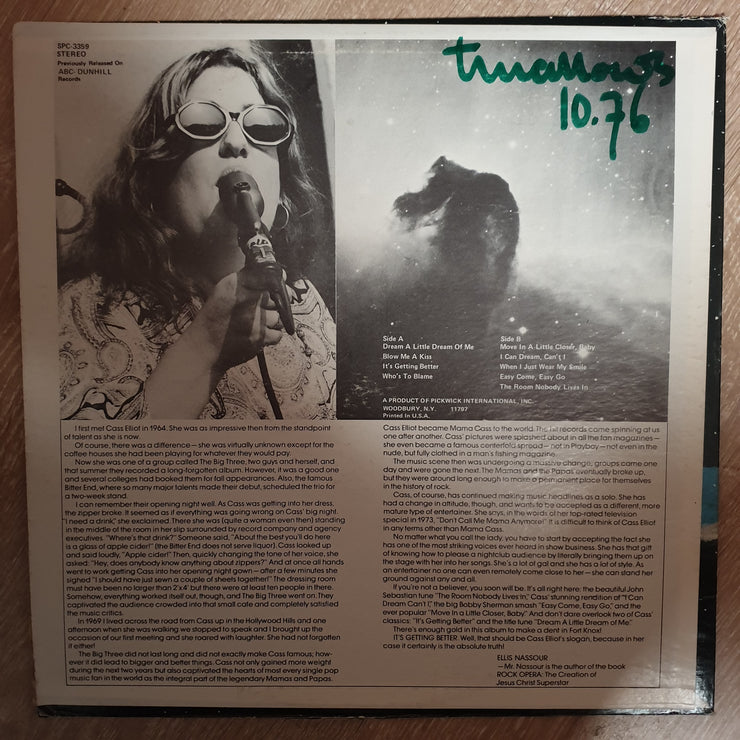 SPC-3359
STEREO
Previously Released On
ABC-DUNHILL
Records
10.76
Side A
Dream A Little Dream Of Me
Blow Me A Kiss
It's Getting Better
Who's To Blame
Side B
Move In A Little Closer, Baby
I Can Dream, Can't I
When I Just Wear My Smile
Easy Come, Easy Go
The Room Nobody Lives In
A PRODUCT OF PICKWICK INTERNATIONAL, INC.
WOODBURY, N.Y. 11797
Printed in U.S.A.
I first met Cass Elliot in 1964. She was as impressive then from the standpoint
of talent as she is now.
Of course, there was a difference—she was virtually unknown except for the
coffee houses she had been playing for whatever they would pay.
Now she was one of a group called The Big Three, two guys and herself, and
that summer they recorded a long-forgotten album. However, it was a good one
and several colleges had booked them for fall appearances. Also, the famous
Bitter End, where so many major talents made their debut, scheduled the trio for
a two-week stand.
I can remember their opening night well. As Cass was getting into her dress,
the zipper broke. It seemed as if everything was going wrong on Cass' big night.
"I need a drink," she exclaimed. There she was (quite a woman even then) standing
in the middle of the room in her slip surrounded by record company and agency
executives. "Where's that drink?" Someone said, "About the best you'll do here
is a glass of apple cider!" (the Bitter End does not serve liquor). Cass looked up
and said loudly, "Apple cider!" Then, quickly changing the tone of her voice, she
asked: "Hey, does anybody know anything about zippers?" And at once all hands
went to work getting Cass into her opening night gown—after a few minutes she
sighed "I should have just sewn a couple of sheets together!" The dressing room
must have been no larger than 2'x4' but there were at least ten people in there.
Somehow, everything worked itself out, though, and The Big Three went on. They
captivated the audience crowded into that small cafe and completely satisfied
the music critics.
In 1969 I lived across the road from Cass up in the Hollywood Hills and one
afternoon when she was walking we stopped to speak and I brought up the
occasion of our first meeting and she roared with laughter. She had not forgotten
it either!
The Big Three did not last long and did not exactly make Cass famous; how-
ever it did lead to bigger and better things. Cass not only gained more weight
during the next two years but also captivated the hearts of most every single pop
music fan in the world as the integral part of the legendary Mamas and Papas.
Cass Elliot became Mama Cass to the world. The hit records came spinning at us
one after another. Cass' pictures were splashed about in all the fan magazines—
she even became a famous centerfold spread—not in Playboy—not even in the
nude, but fully clothed in a man's fishing magazine.
The music scene then was undergoing a massive change, groups came one
day and were gone the next. The Mamas and the Papas eventually broke up,
but they were around long enough to make a permanent place for themselves
in the history of rock.
Cass, of course, has continued making music headlines as a solo. She has
had a change in attitude, though, and wants to be accepted as a different, more
mature type of entertainer. She says, in the words of her top-rated television
special in 1973, "Don't Call Me Mama Anymore!" It is difficult to think of Cass Elliot
in any terms other than Mama Cass.
No matter what you call the lady, you have to start by accepting the fact she
has one of the most striking voices ever heard in show business. She has that gift
of knowing how to please a nightclub audience by literally bringing them up on
the stage with her into her songs. She's a lot of gal and she has a lot of style. As
an entertainer no one can even remotely come close to her—she can stand her
ground against any and all.
If you're not a believer, you soon will be. It's all right here: the beautiful John
Sebastian tune "The Room Nobody Lives In," Cass' stunning rendition of "I Can
Dream Can't I," the big Bobby Sherman smash "Easy Come, Easy Go," and the
ever popular "Move In a Little Closer, Baby." And don't dare overlook two of Cass'
classics: "It's Getting Better" and the title tune "Dream A Little Dream of Me."
There's enough gold in this album to make a dent in Fort Knox!
IT'S GETTING BETTER. Well, that should be Cass Elliot's slogan, because in her
case it certainly is the absolute truth!
ELLIS NASSOUR
—Mr. Nassour is the author of the book
ROCK OPERA: The Creation of
Jesus Christ Superstar